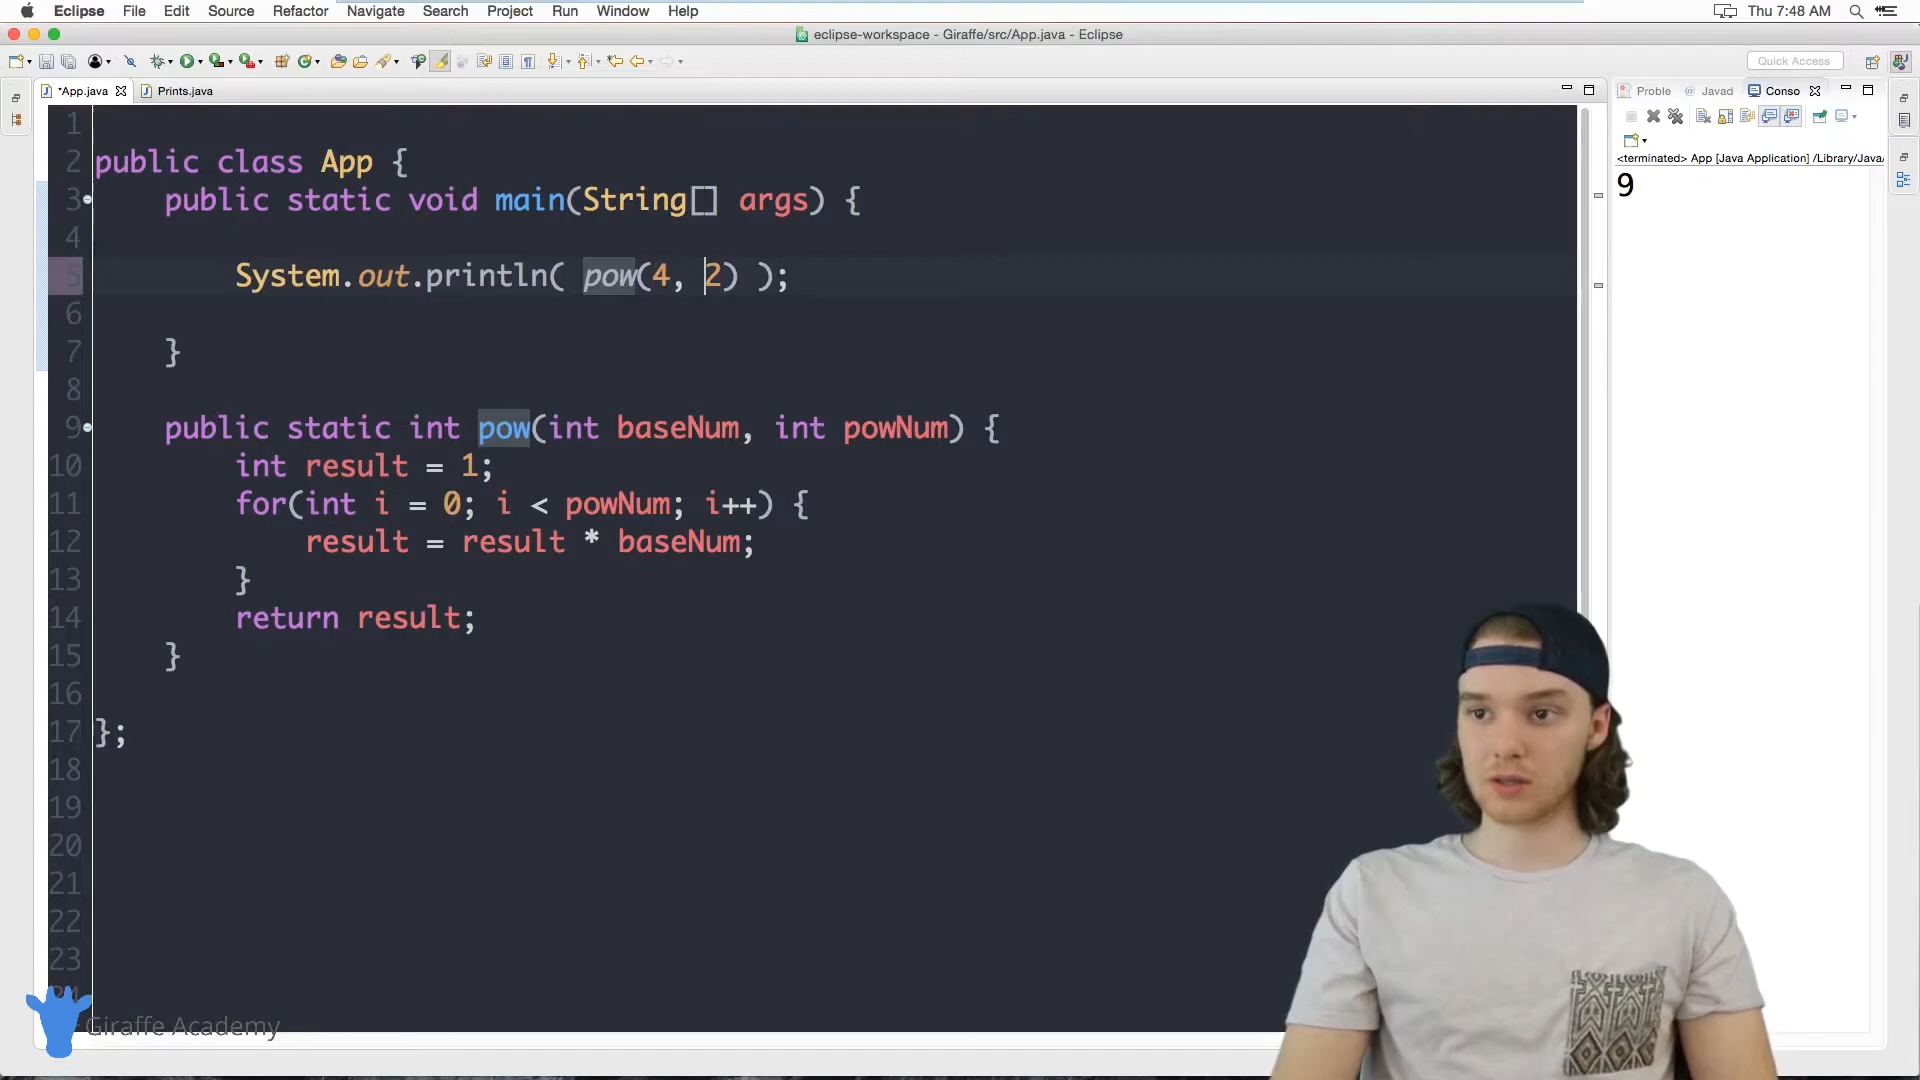 Eclipse File Edit Source Refactor Navigate Search Project Run Window Help Thu 7:48 AM
eclipse-workspace - Giraffe/src/App.java - Eclipse
Quick Access
*App.java Prints.java
Proble Javad Conso
<terminated> App [Java Application] /Library/Java/
9
1
2 public class App {
3 public static void main(String[] args) {
4
5 System.out.println( pow(4, 2) );
6
7 }
8
9 public static int pow(int baseNum, int powNum) {
10 int result = 1;
11 for(int i = 0; i < powNum; i++) {
12 result = result * baseNum;
13 }
14 return result;
15 }
16
17 };
18
19
20
21
22
23
24
Giraffe Academy